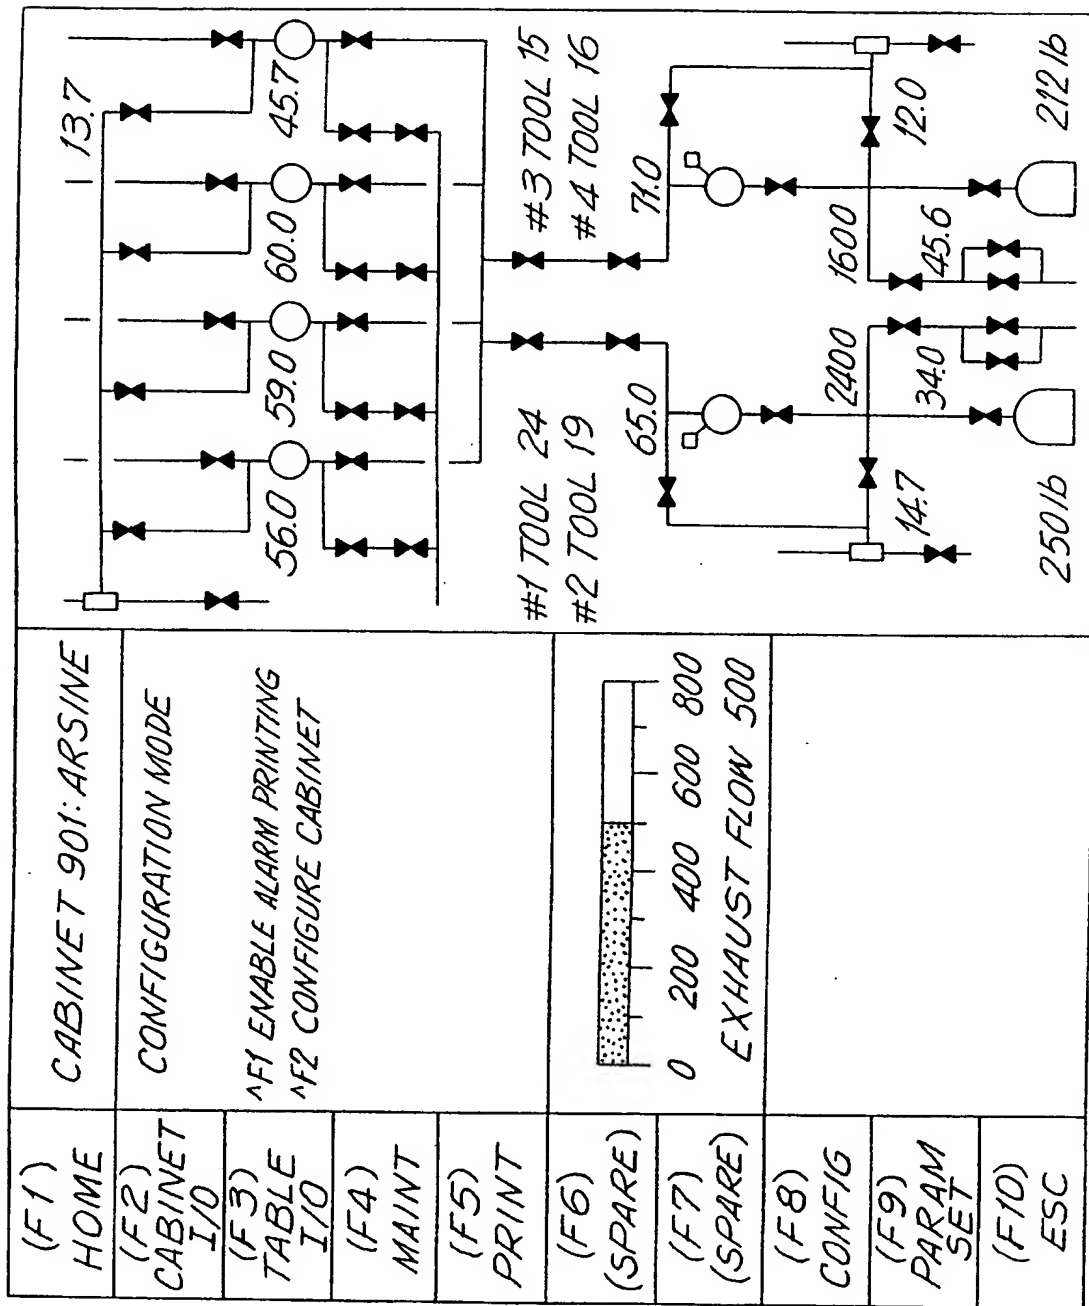 CABINET 901: ARSINE
CONFIGURATION MODE
^F1 ENABLE ALARM PRINTING
^F2 CONFIGURE CABINET
0 200 400 600 800
EXHAUST FLOW 500
13.7
56.0
59.0
60.0
45.7
#1 TOOL 24
#2 TOOL 19
#3 TOOL 15
#4 TOOL 16
65.0
71.0
2400
1600
14.7
34.0
45.6
12.0
250 lb
212 lb
(F1)
HOME
(F2)
CABINET
I/O
(F3)
TABLE
I/O
(F4)
MAINT
(F5)
PRINT
(F6)
(SPARE)
(F7)
(SPARE)
(F8)
CONFIG
(F9)
PARAM
SET
(F10)
ESC